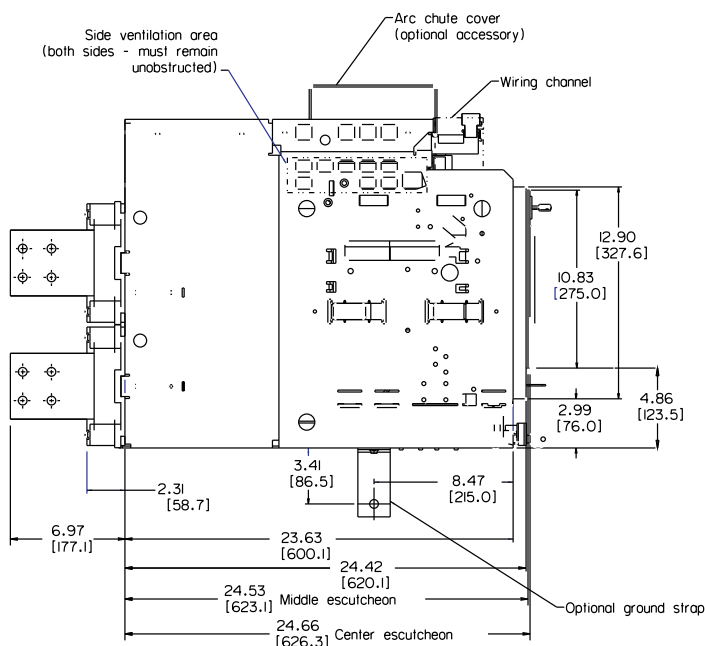 Arc chute cover
(optional accessory)
Side ventilation area
(both sides - must remain
unobstructed)
Wiring channel
12.90
[327.6]
10.83
[275.0]
4.86
[123.5]
2.99
[76.0]
3.41
[86.5]
8.47
[215.0]
2.31
[58.7]
6.97
[177.1]
23.63
[600.1]
24.42
[620.1]
24.53
[623.1] Middle escutcheon
Optional ground strap
24.66
[626.3] Center escutcheon